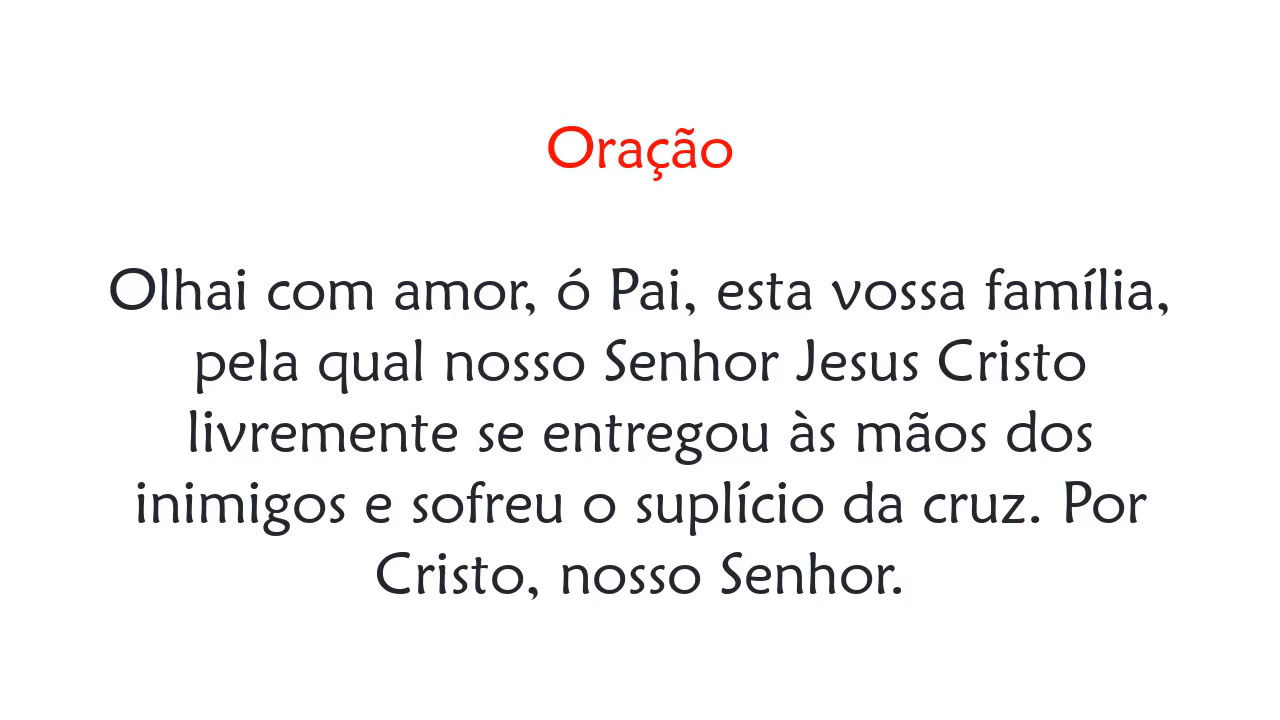 Oração
Olhai com amor, ó Pai, esta vossa família,
pela qual nosso Senhor Jesus Cristo
livremente se entregou às mãos dos
inimigos e sofreu o suplício da cruz. Por
Cristo, nosso Senhor.